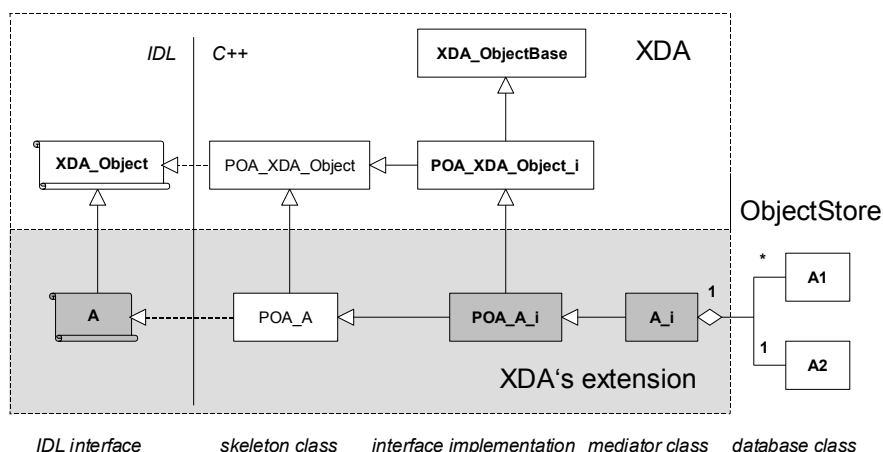 XDA_ObjectBase
IDL
C++
XDA
XDA_Object
POA_XDA_Object
POA_XDA_Object_i
ObjectStore
*
A1
1
A
POA_A
POA_A_i
A_i
1
A2
XDA‘s extension
IDL interface
skeleton class
interface implementation
mediator class
database class